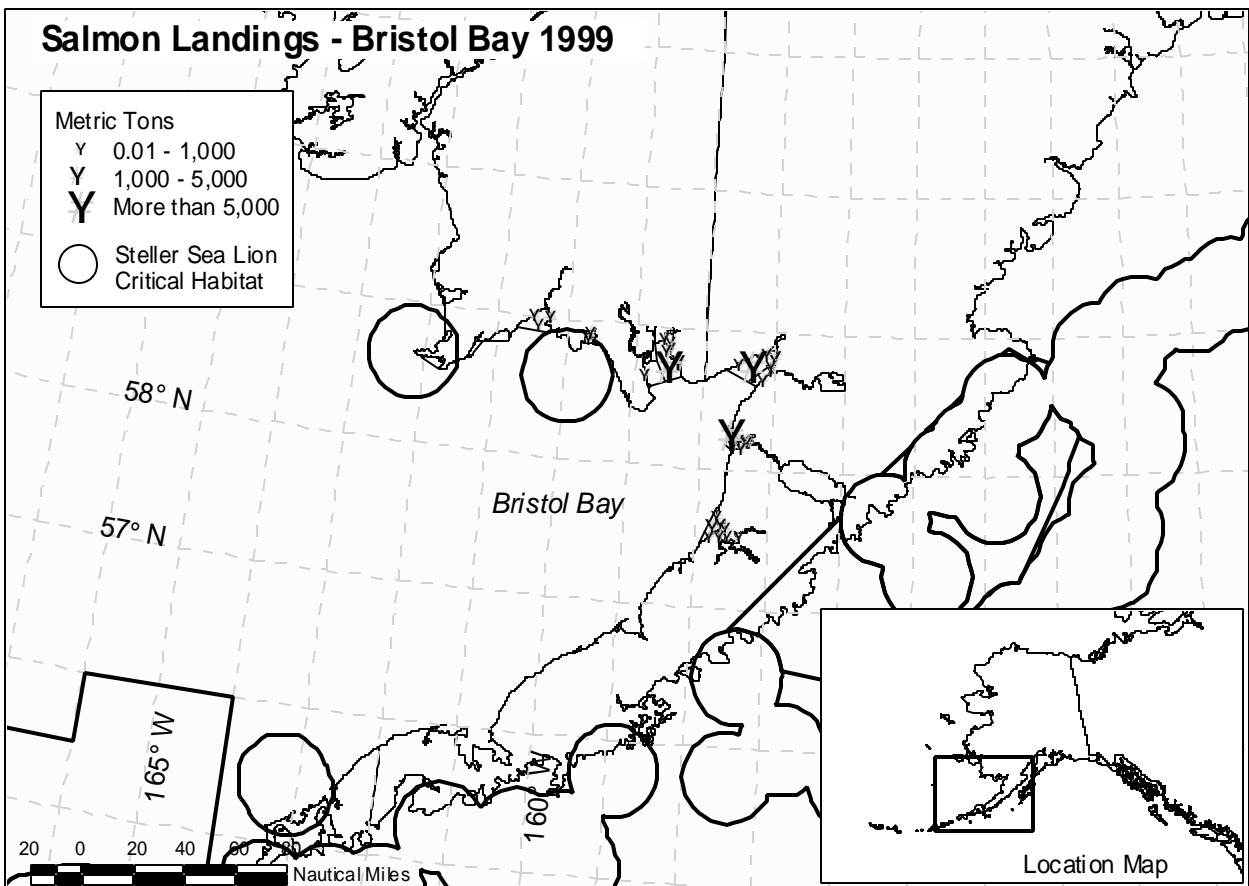 Salmon Landings - Bristol Bay 1999
Metric Tons
Y 0.01 - 1,000
Y 1,000 - 5,000
Y More than 5,000
Steller Sea Lion
Critical Habitat
58° N
57° N
Bristol Bay
165° W
160° W
20 0 20 40 60 80
Nautical Miles
Location Map